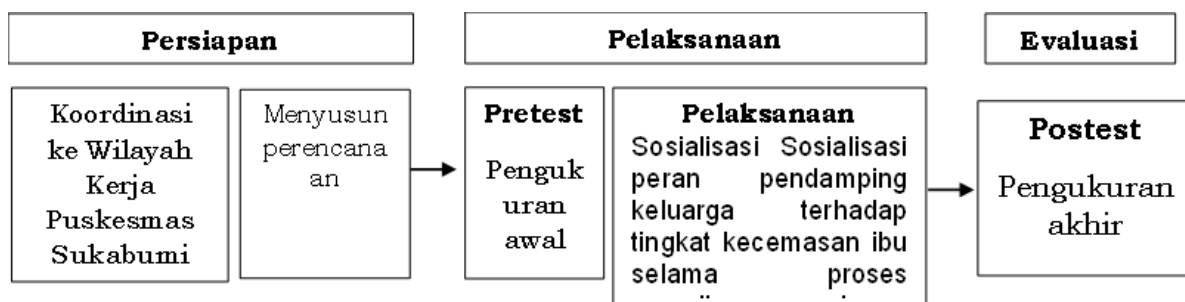 Persiapan
Pelaksanaan
Evaluasi
Koordinasi
ke Wilayah
Kerja
Puskesmas
Sukabumi
Menyusun
perencana
an
Pretest
Penguk
uran
awal
Pelaksanaan
Sosialisasi Sosialisasi
peran pendamping
keluarga terhadap
tingkat kecemasan ibu
selama proses
Postest
Pengukuran
akhir